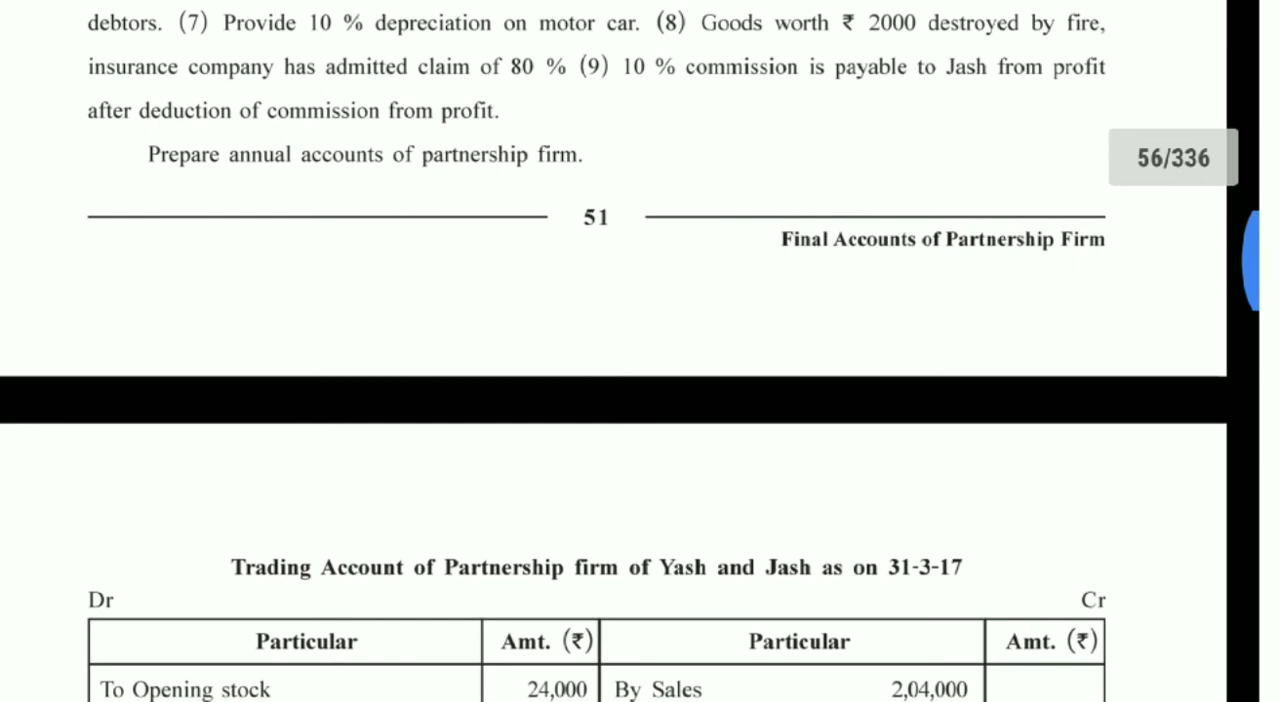 debtors. (7) Provide 10 % depreciation on motor car. (8) Goods worth ₹ 2000 destroyed by fire,
insurance company has admitted claim of 80 % (9) 10 % commission is payable to Jash from profit
after deduction of commission from profit.
Prepare annual accounts of partnership firm.
56/336
51
Final Accounts of Partnership Firm
Trading Account of Partnership firm of Yash and Jash as on 31-3-17
Dr Cr
Particular Amt. (₹) Particular Amt. (₹)
To Opening stock 24,000 By Sales 2,04,000